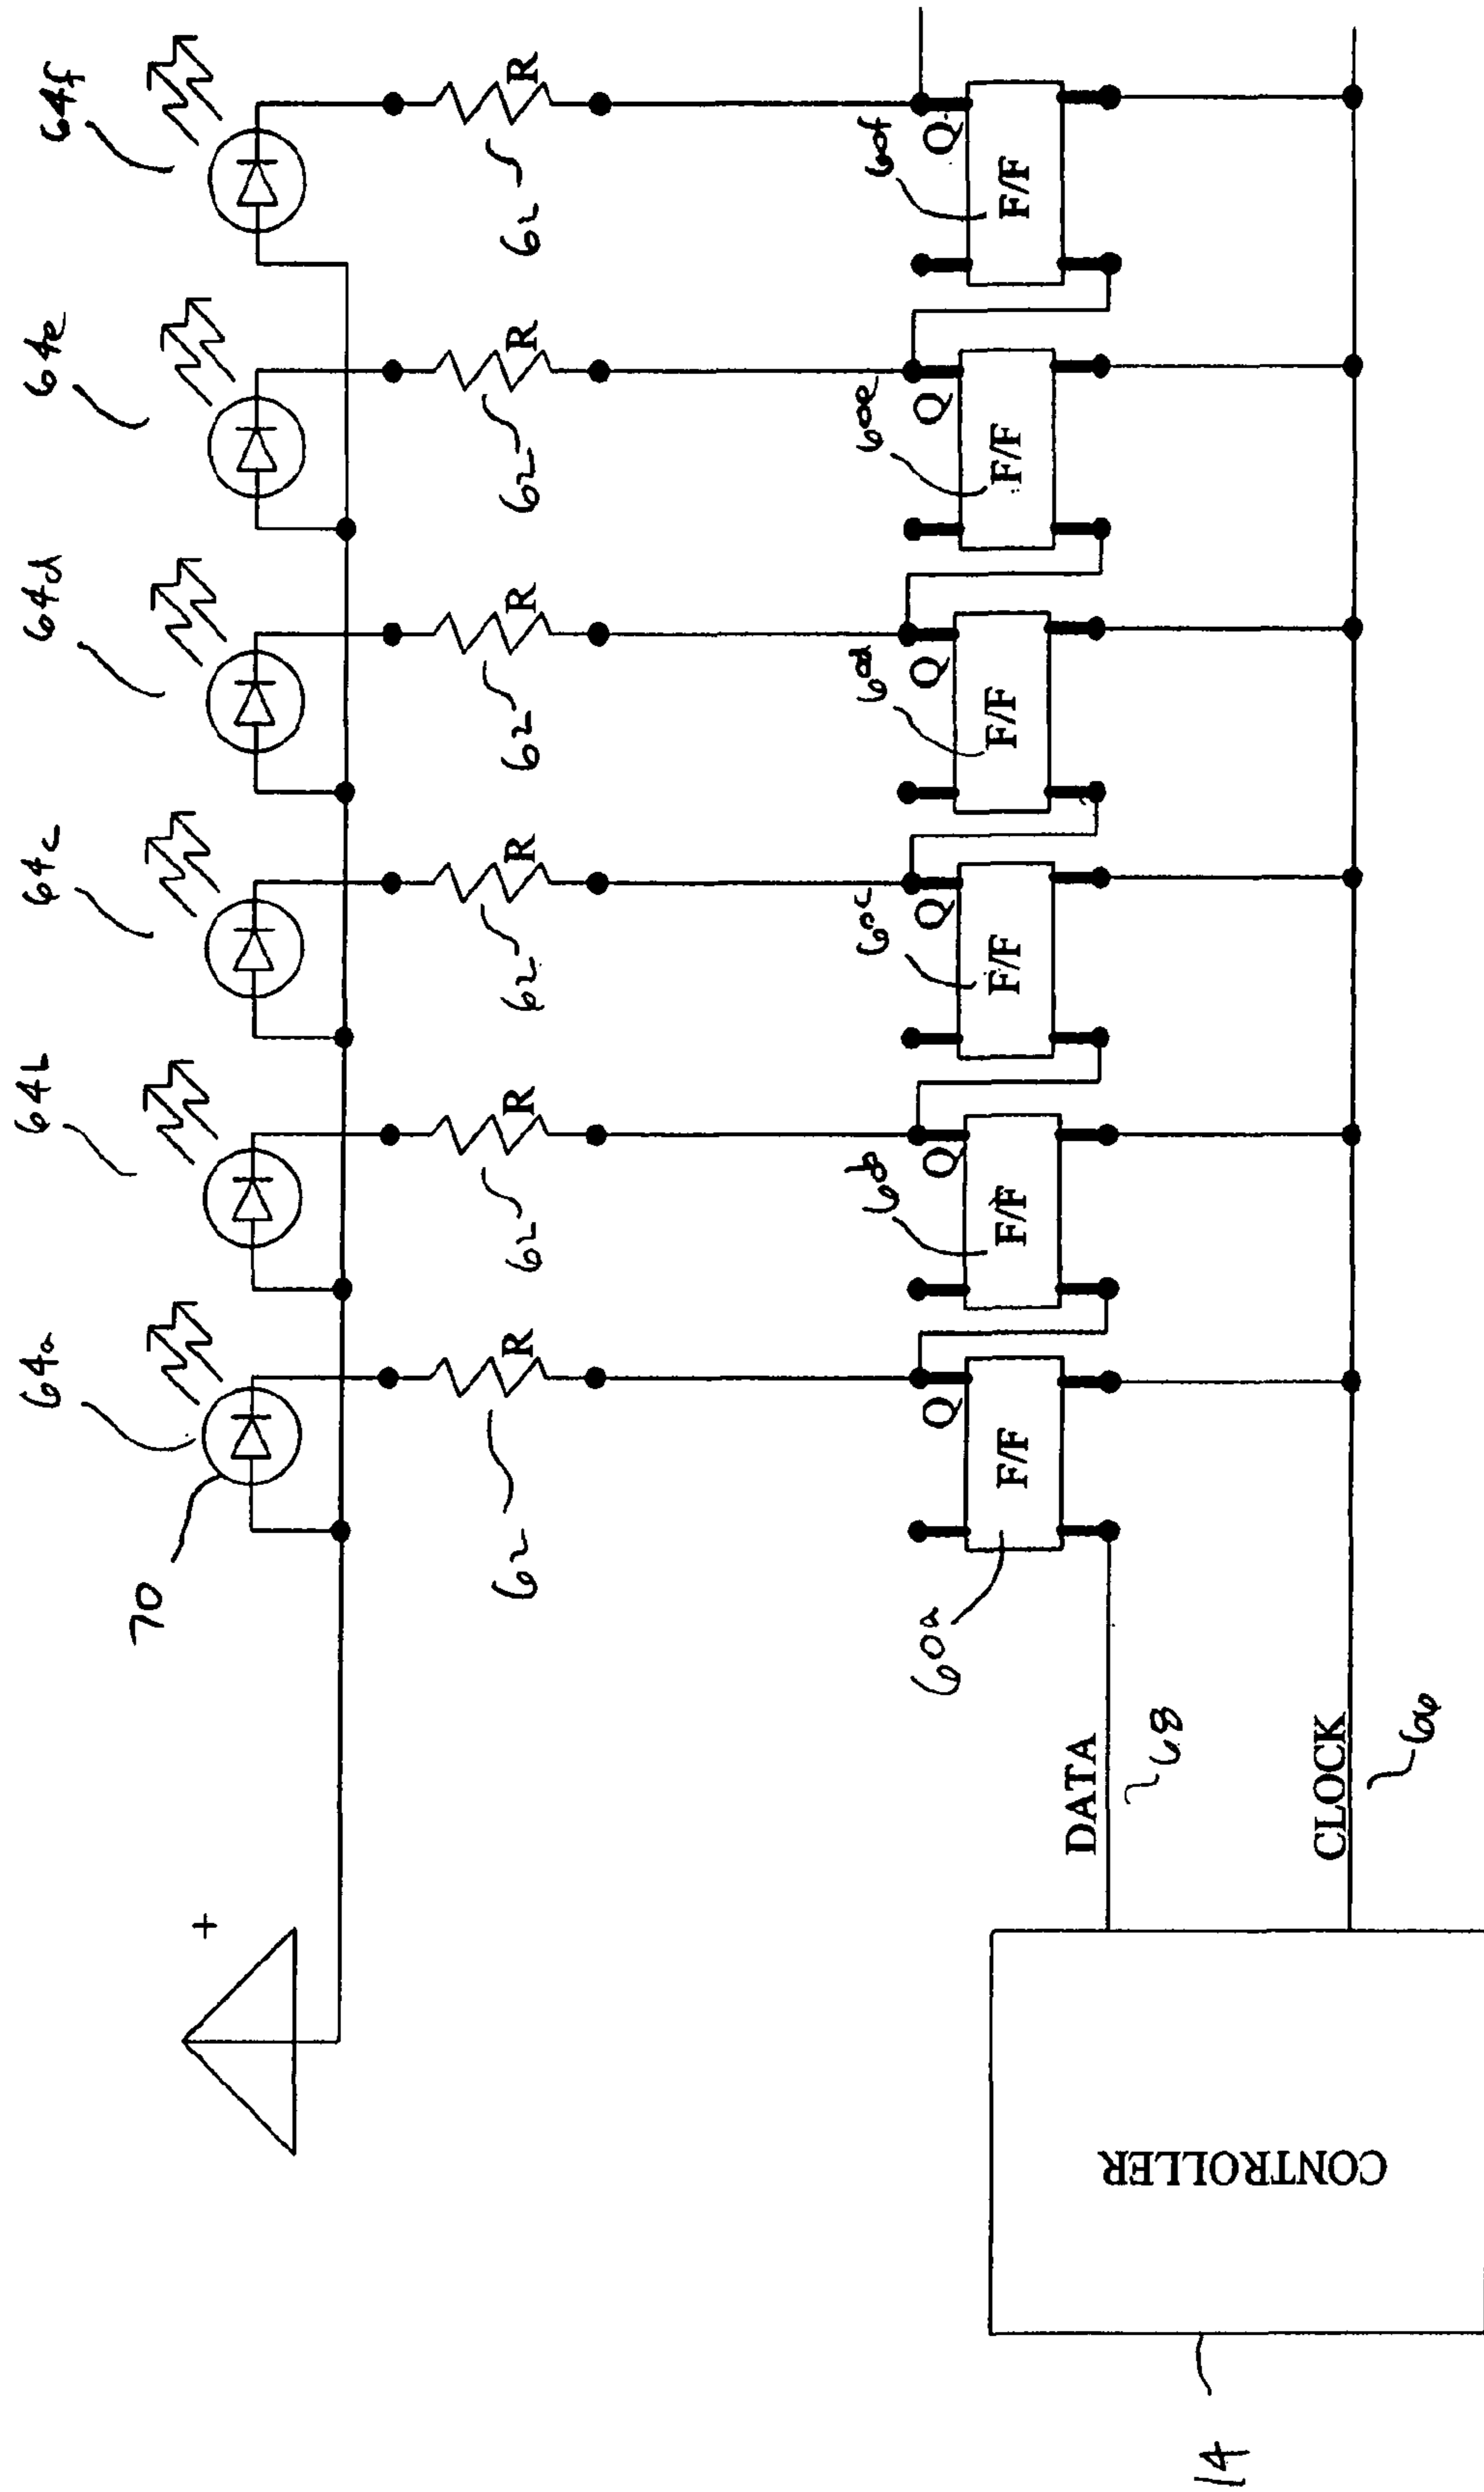 64a 64b 64c 64d 64e 64f
70
+
R R R R R R
62 62 62 62 62 62
60b 60c 60d 60e 60f
60a
Q Q Q Q Q Q
F/F F/F F/F F/F F/F F/F
DATA
68
CLOCK
66
CONTROLLER
14